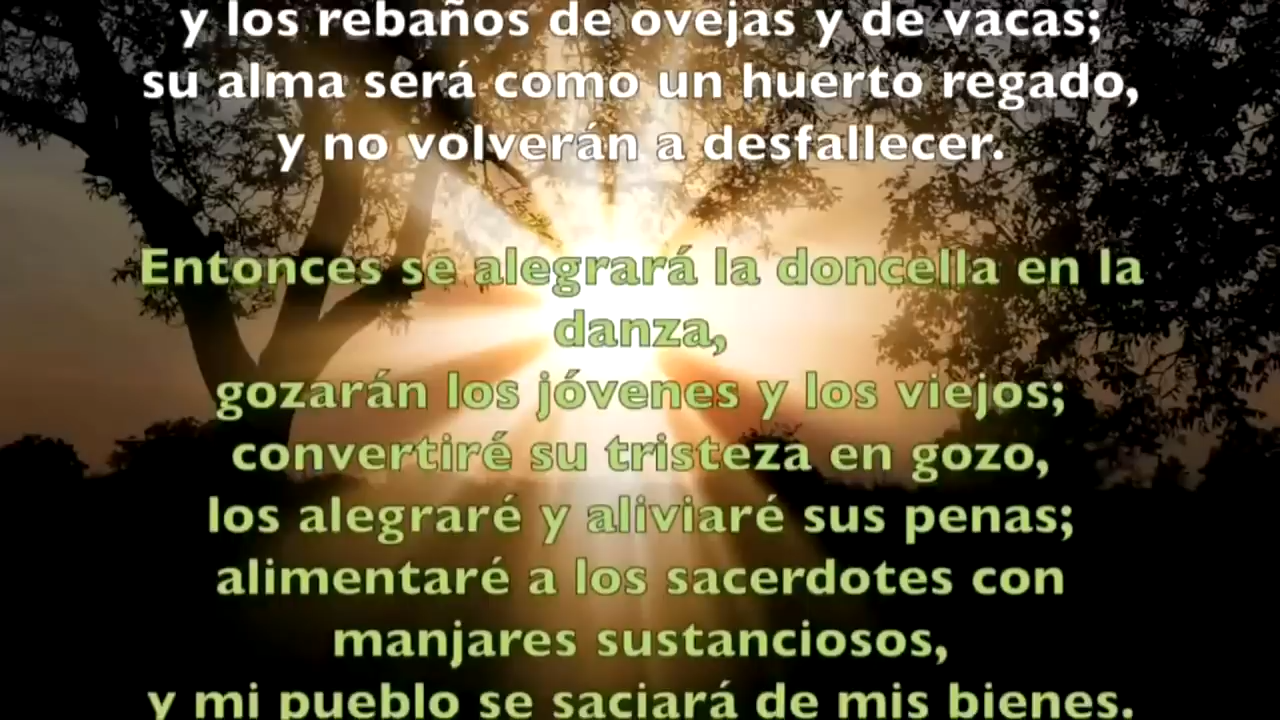 y los rebaños de ovejas y de vacas;
su alma será como un huerto regado,
y no volverán a desfallecer.
Entonces se alegrará la doncella en la
danza,
gozarán los jóvenes y los viejos;
convertiré su tristeza en gozo,
los alegraré y aliviaré sus penas;
alimentaré a los sacerdotes con
manjares sustanciosos,
y mi pueblo se saciará de mis bienes.